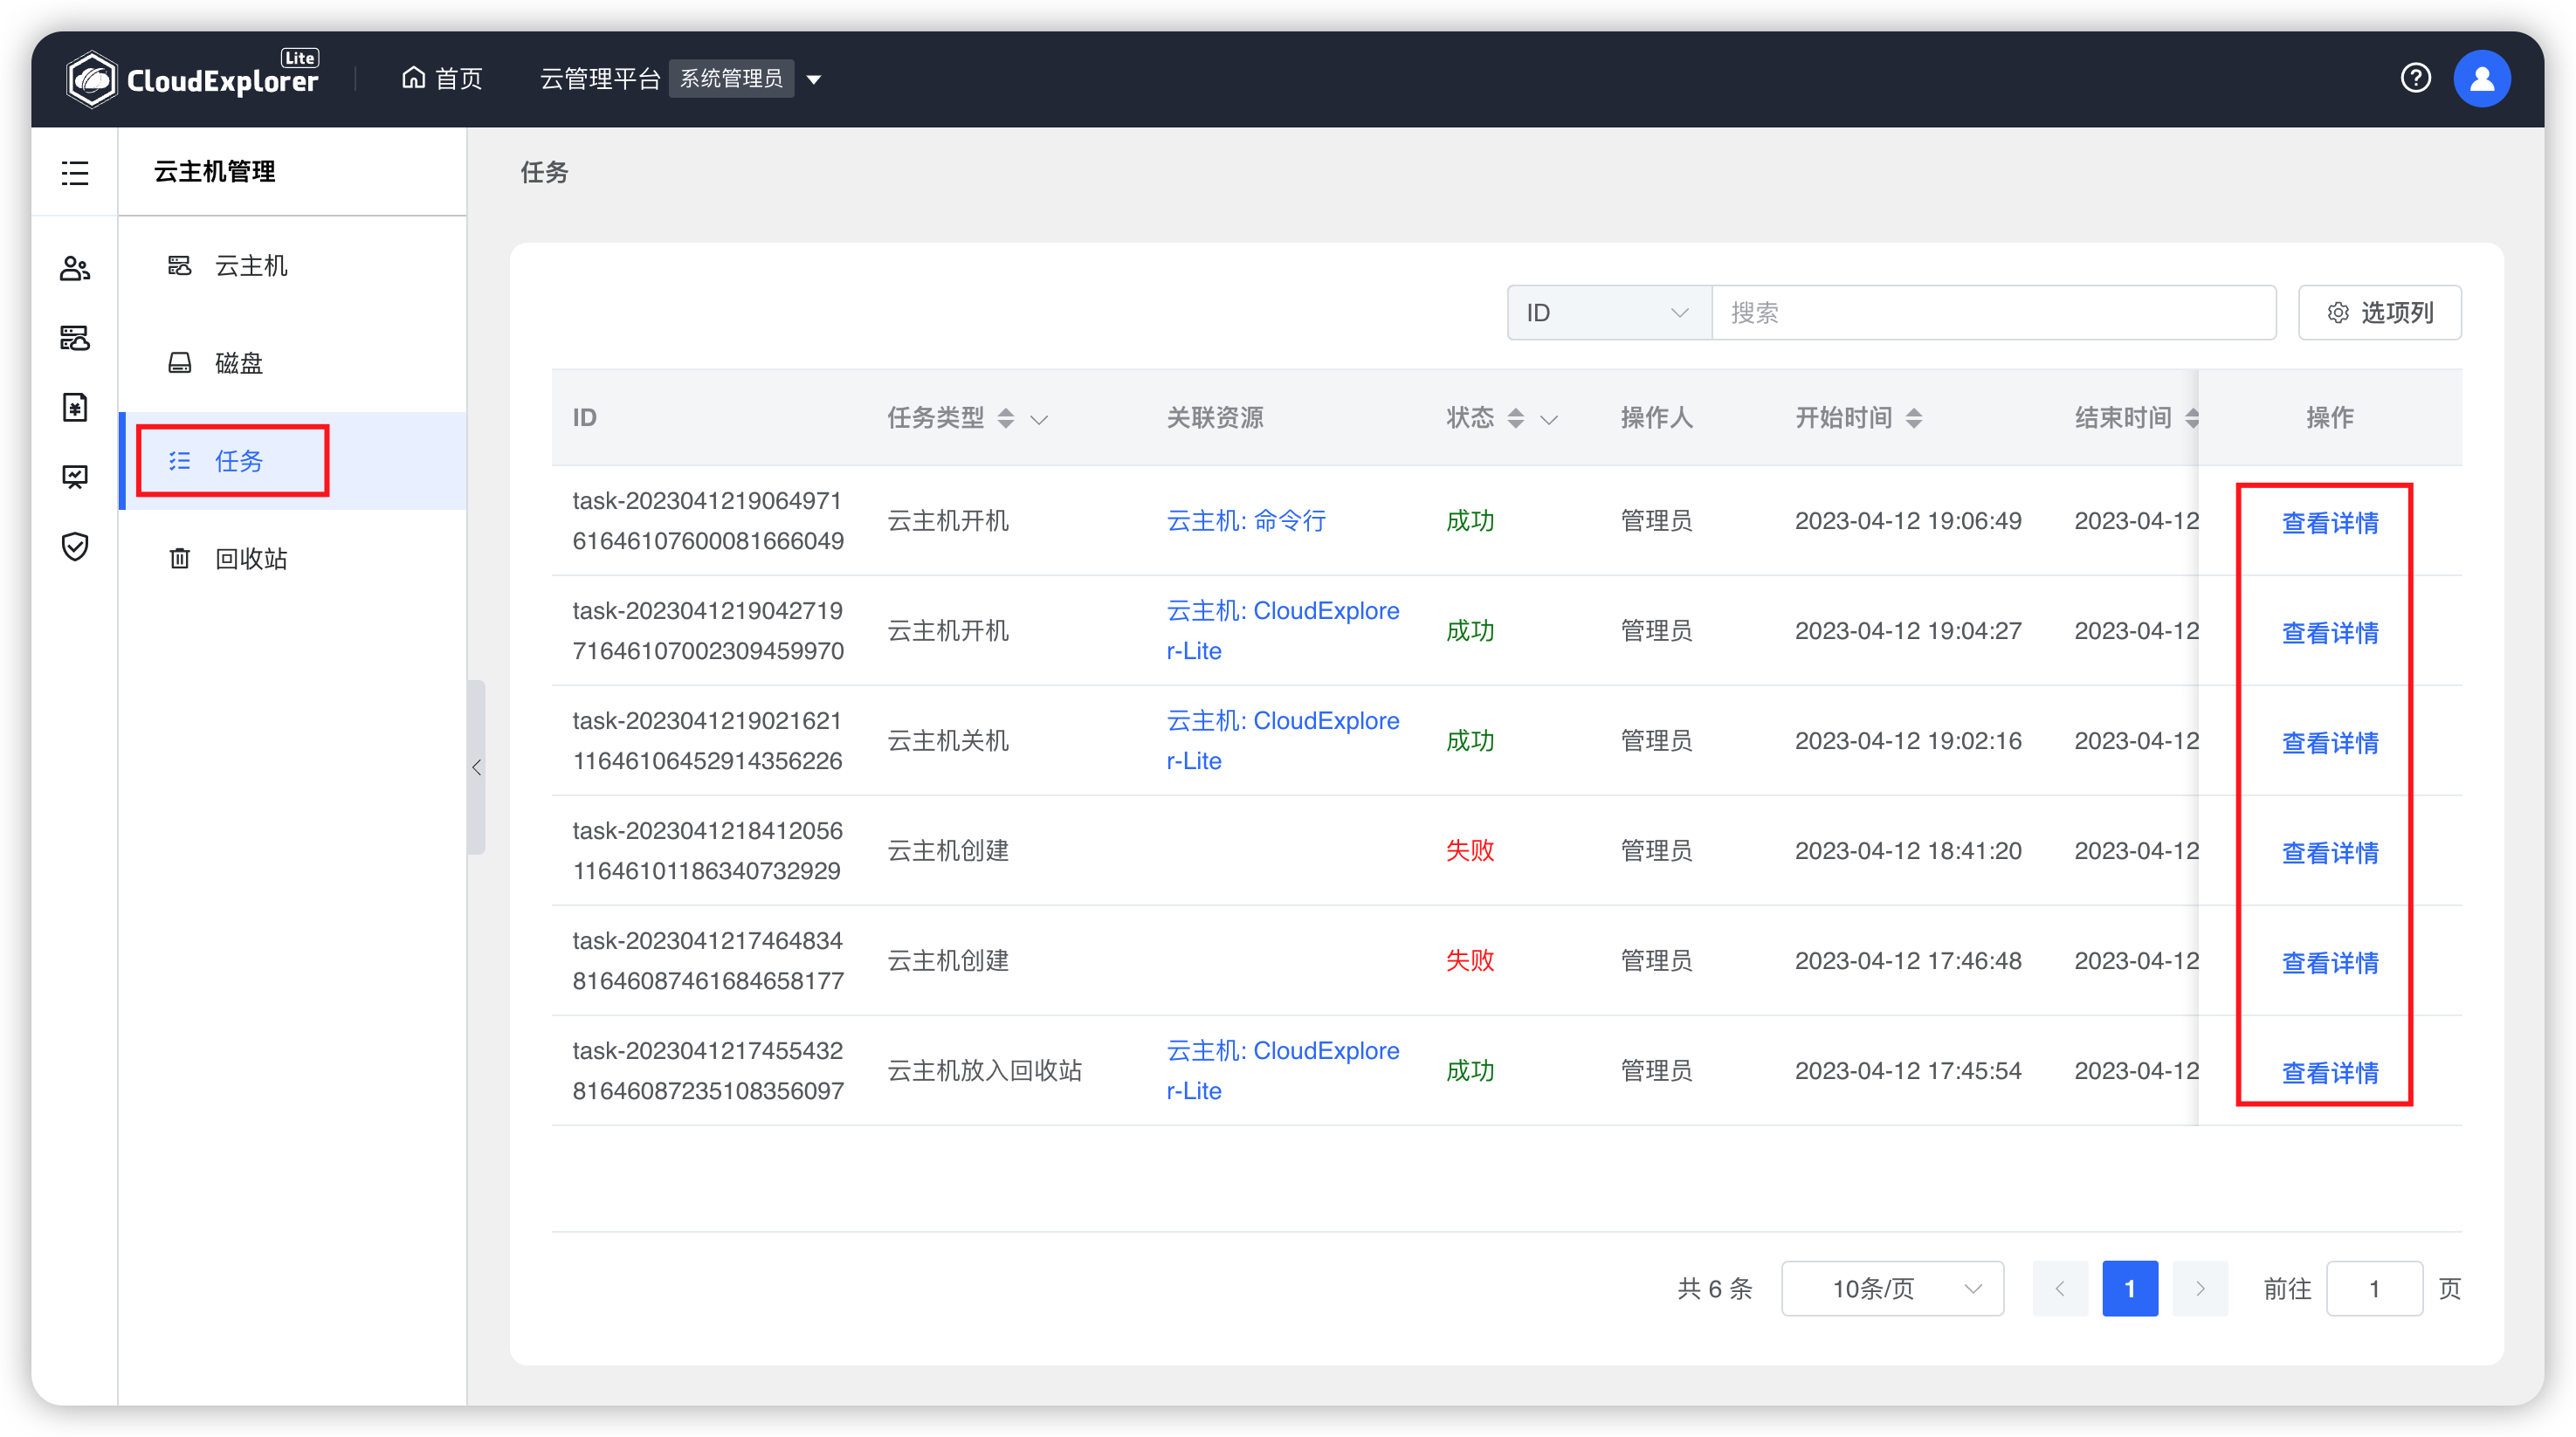 CloudExplorer Lite
首页
云管理平台 系统管理员
云主机管理
云主机
磁盘
任务
回收站
任务
ID
搜索
选项列
ID 任务类型 关联资源 状态 操作人 开始时间 结束时间 操作
task-2023041219064971
61646107600081666049
云主机开机
云主机: 命令行
成功
管理员
2023-04-12 19:06:49
2023-04-12
查看详情
task-2023041219042719
71646107002309459970
云主机开机
云主机: CloudExplore
r-Lite
成功
管理员
2023-04-12 19:04:27
2023-04-12
查看详情
task-2023041219021621
11646106452914356226
云主机关机
云主机: CloudExplore
r-Lite
成功
管理员
2023-04-12 19:02:16
2023-04-12
查看详情
task-2023041218412056
11646101186340732929
云主机创建
失败
管理员
2023-04-12 18:41:20
2023-04-12
查看详情
task-2023041217464834
81646087461684658177
云主机创建
失败
管理员
2023-04-12 17:46:48
2023-04-12
查看详情
task-2023041217455432
81646087235108356097
云主机放入回收站
云主机: CloudExplore
r-Lite
成功
管理员
2023-04-12 17:45:54
2023-04-12
查看详情
共 6 条
10条/页
1
前往 1 页